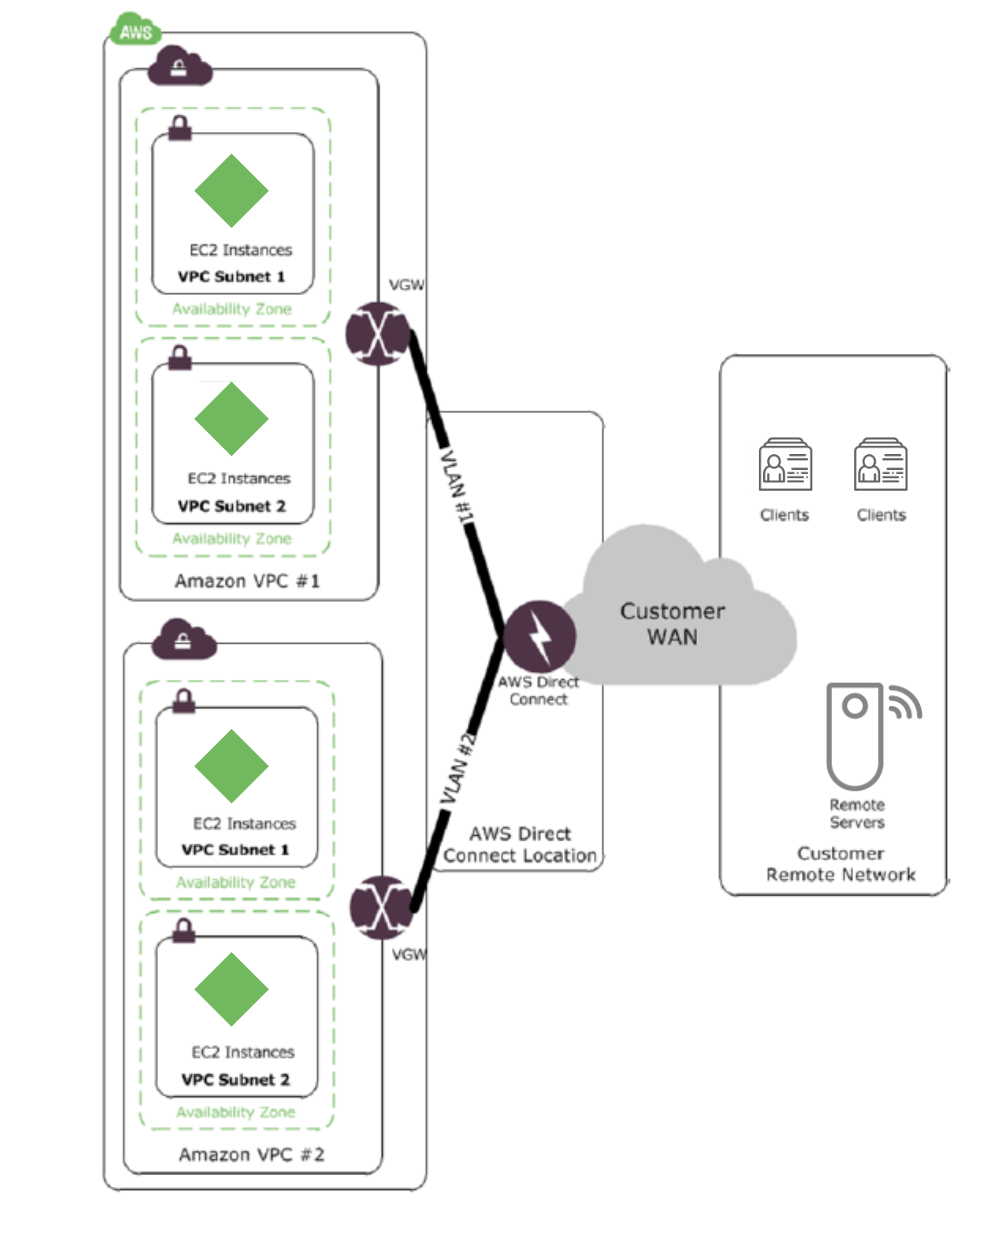 AWS
EC2 Instances
VPC Subnet 1
Availability Zone
VGW
EC2 Instances
VPC Subnet 2
Availability Zone
Amazon VPC #1
VLAN #1
Clients
Clients
Customer
WAN
AWS Direct
Connect
VLAN #2
AWS Direct
Connect Location
Remote
Servers
Customer
Remote Network
EC2 Instances
VPC Subnet 1
Availability Zone
VGW
EC2 Instances
VPC Subnet 2
Availability Zone
Amazon VPC #2